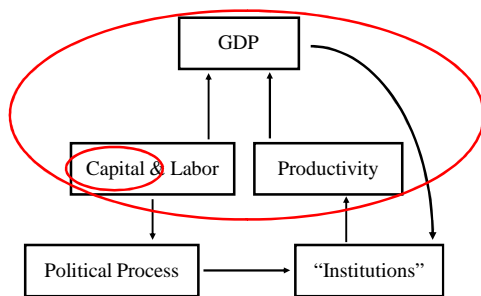 GDP
Capital & Labor
Productivity
Political Process
“Institutions”